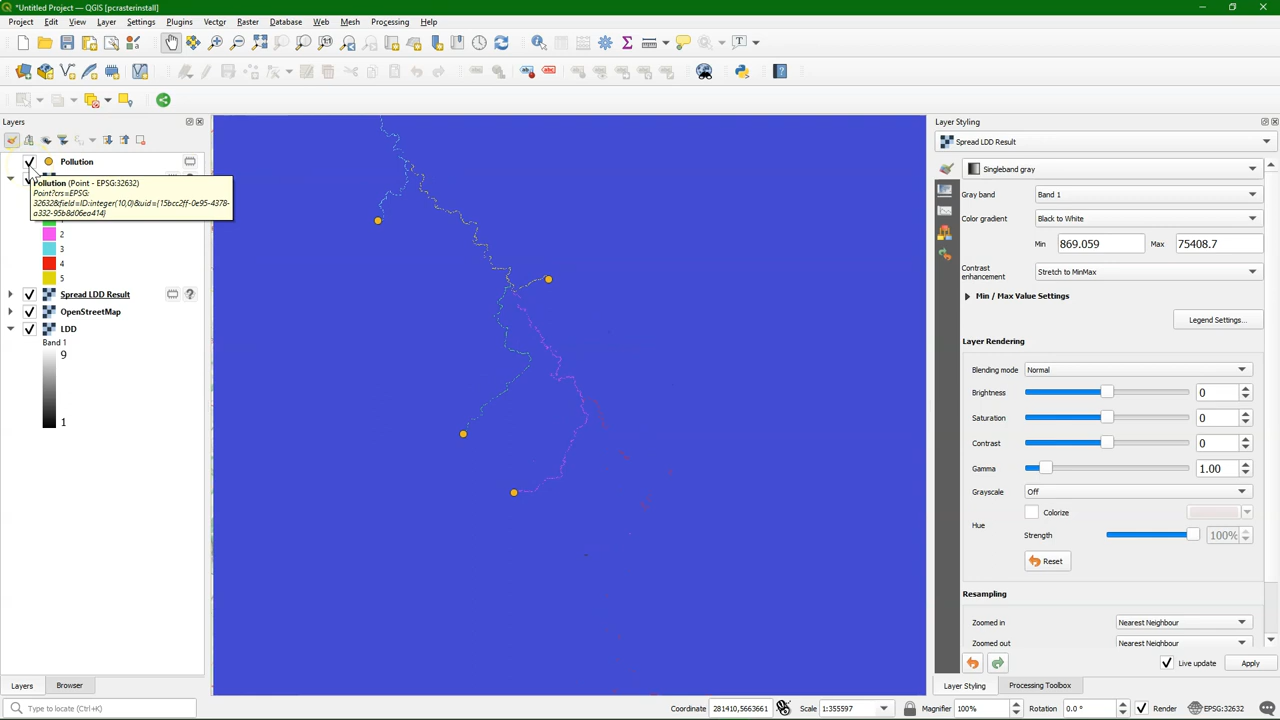 *Untitled Project — QGIS [pcrasterinstall]
Project Edit View Layer Settings Plugins Vector Raster Database Web Mesh Processing Help
Layers
Layer Styling
Spread LDD Result
Pollution
Singleband gray
Pollution (Point - EPSG:32632)
Point?crs=EPSG:
32632&field=ID:integer(10,0)&uid={15bcc2ff-0e95-4378-
a332-95b8d06ea414}
Gray band Band 1
Color gradient Black to White
2
Min 869.059 Max 75408.7
3
4
Contrast
enhancement Stretch to MinMax
5
Spread LDD Result
Min / Max Value Settings
OpenStreetMap
Legend Settings...
LDD
Band 1
Layer Rendering
9
Blending mode Normal
Brightness 0
Saturation 0
1
Contrast 0
Gamma 1.00
Grayscale Off
Colorize
Hue
Strength 100%
Reset
Resampling
Zoomed in Nearest Neighbour
Zoomed out Nearest Neighbour
Live update Apply
Layers Browser
Layer Styling Processing Toolbox
Type to locate (Ctrl+K)
Coordinate 281410,5663661 Scale 1:355597 Magnifier 100% Rotation 0.0 ° Render EPSG:32632